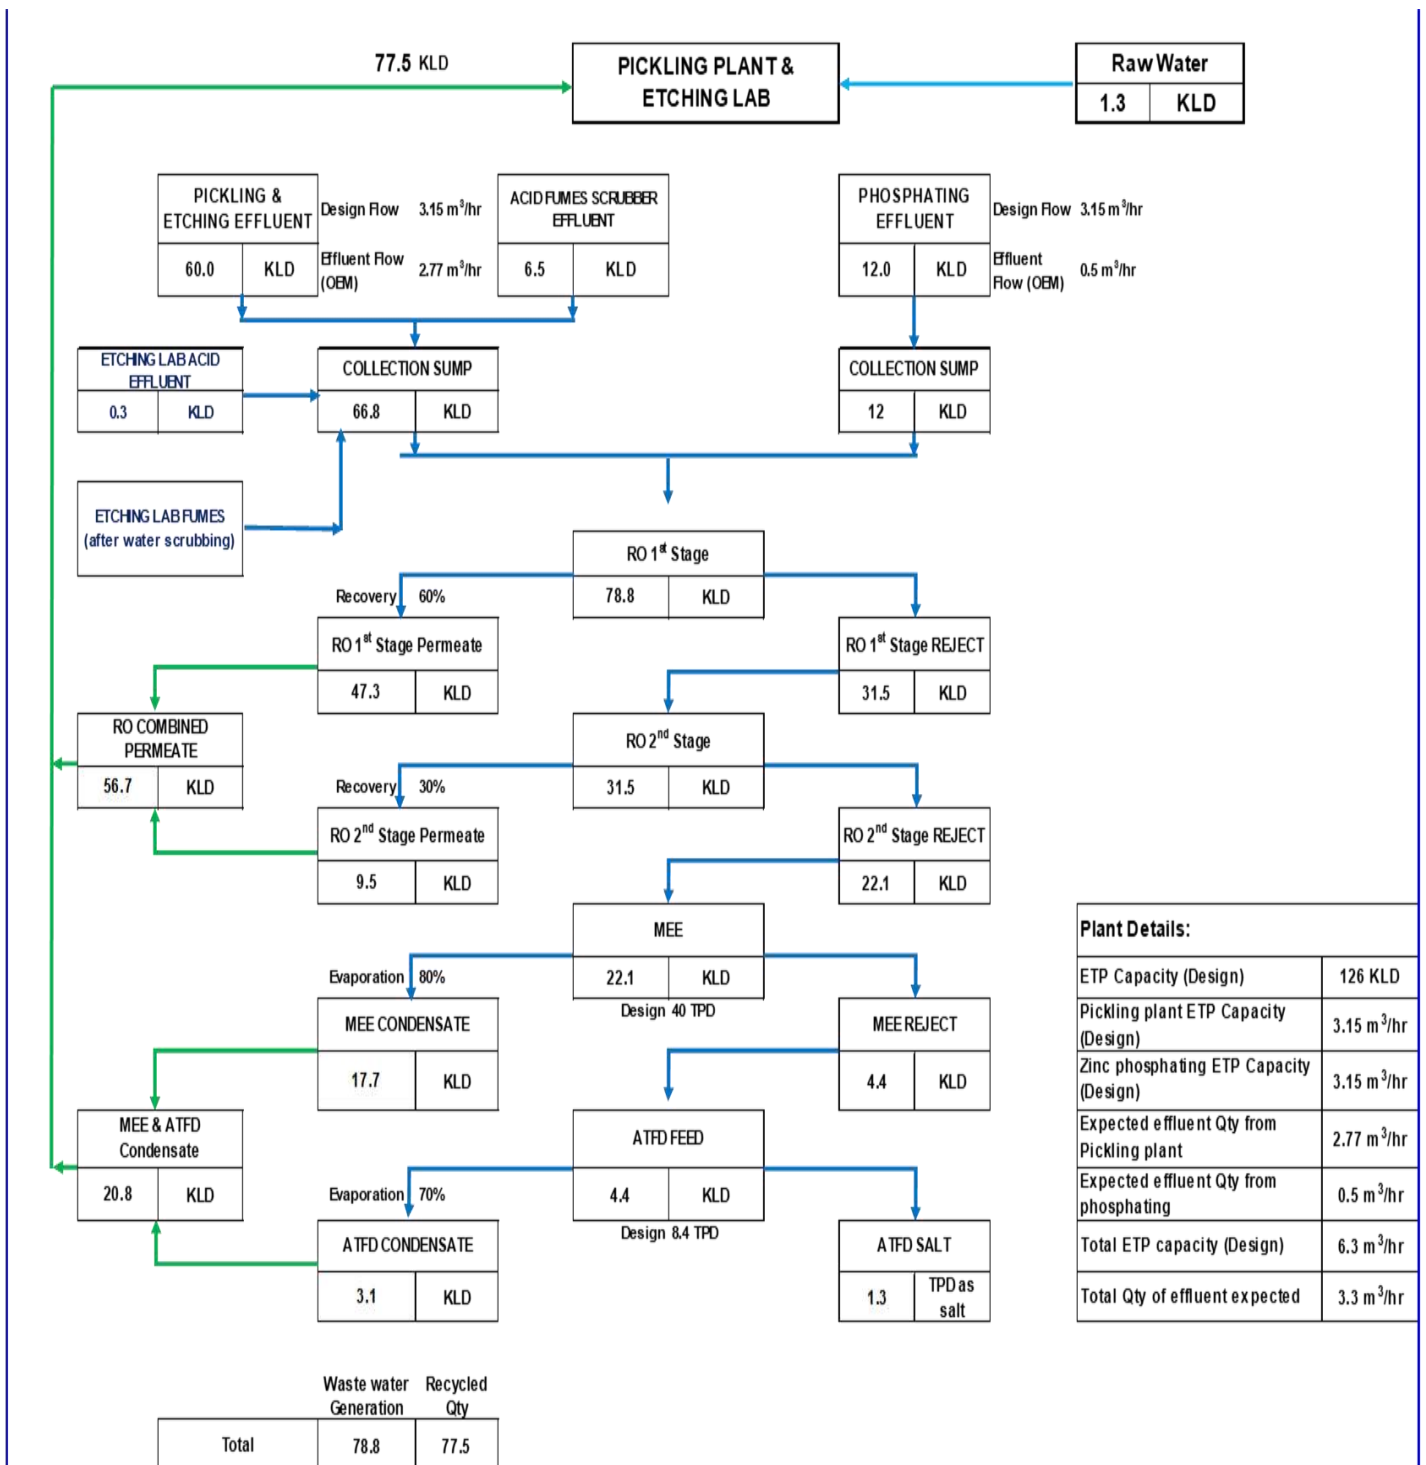 77.5 KLD
PICKLING PLANT &
ETCHING LAB
Raw Water
1.3 KLD
PICKLING &
ETCHING EFFLUENT
60.0 KLD
Design Flow 3.15 m³/hr
Effluent Flow
(OEM)
2.77 m³/hr
ACID FUMES SCRUBBER
EFFLUENT
6.5 KLD
PHOSPHATING
EFFLUENT
12.0 KLD
Design Flow 3.15 m³/hr
Effluent
Flow (OEM)
0.5 m³/hr
ETCHING LAB ACID
EFFLUENT
0.3 KLD
COLLECTION SUMP
66.8 KLD
COLLECTION SUMP
12 KLD
ETCHING LAB FUMES
(after water scrubbing)
RO 1st Stage
78.8 KLD
Recovery 60%
RO 1st Stage Permeate
47.3 KLD
RO 1st Stage REJECT
31.5 KLD
RO COMBINED
PERMEATE
56.7 KLD
RO 2nd Stage
31.5 KLD
Recovery 30%
RO 2nd Stage Permeate
9.5 KLD
RO 2nd Stage REJECT
22.1 KLD
MEE
22.1 KLD
Design 40 TPD
Evaporation 80%
MEE CONDENSATE
17.7 KLD
MEE REJECT
4.4 KLD
MEE & ATFD
Condensate
20.8 KLD
ATFD FEED
4.4 KLD
Design 8.4 TPD
Evaporation 70%
ATFD CONDENSATE
3.1 KLD
ATFD SALT
1.3 TPD as
salt
Plant Details:
ETP Capacity (Design) 126 KLD
Pickling plant ETP Capacity
(Design)
3.15 m³/hr
Zinc phosphating ETP Capacity
(Design)
3.15 m³/hr
Expected effluent Qty from
Pickling plant
2.77 m³/hr
Expected effluent Qty from
phosphating
0.5 m³/hr
Total ETP capacity (Design) 6.3 m³/hr
Total Qty of effluent expected 3.3 m³/hr
Waste water
Generation
Recycled
Qty
Total 78.8 77.5